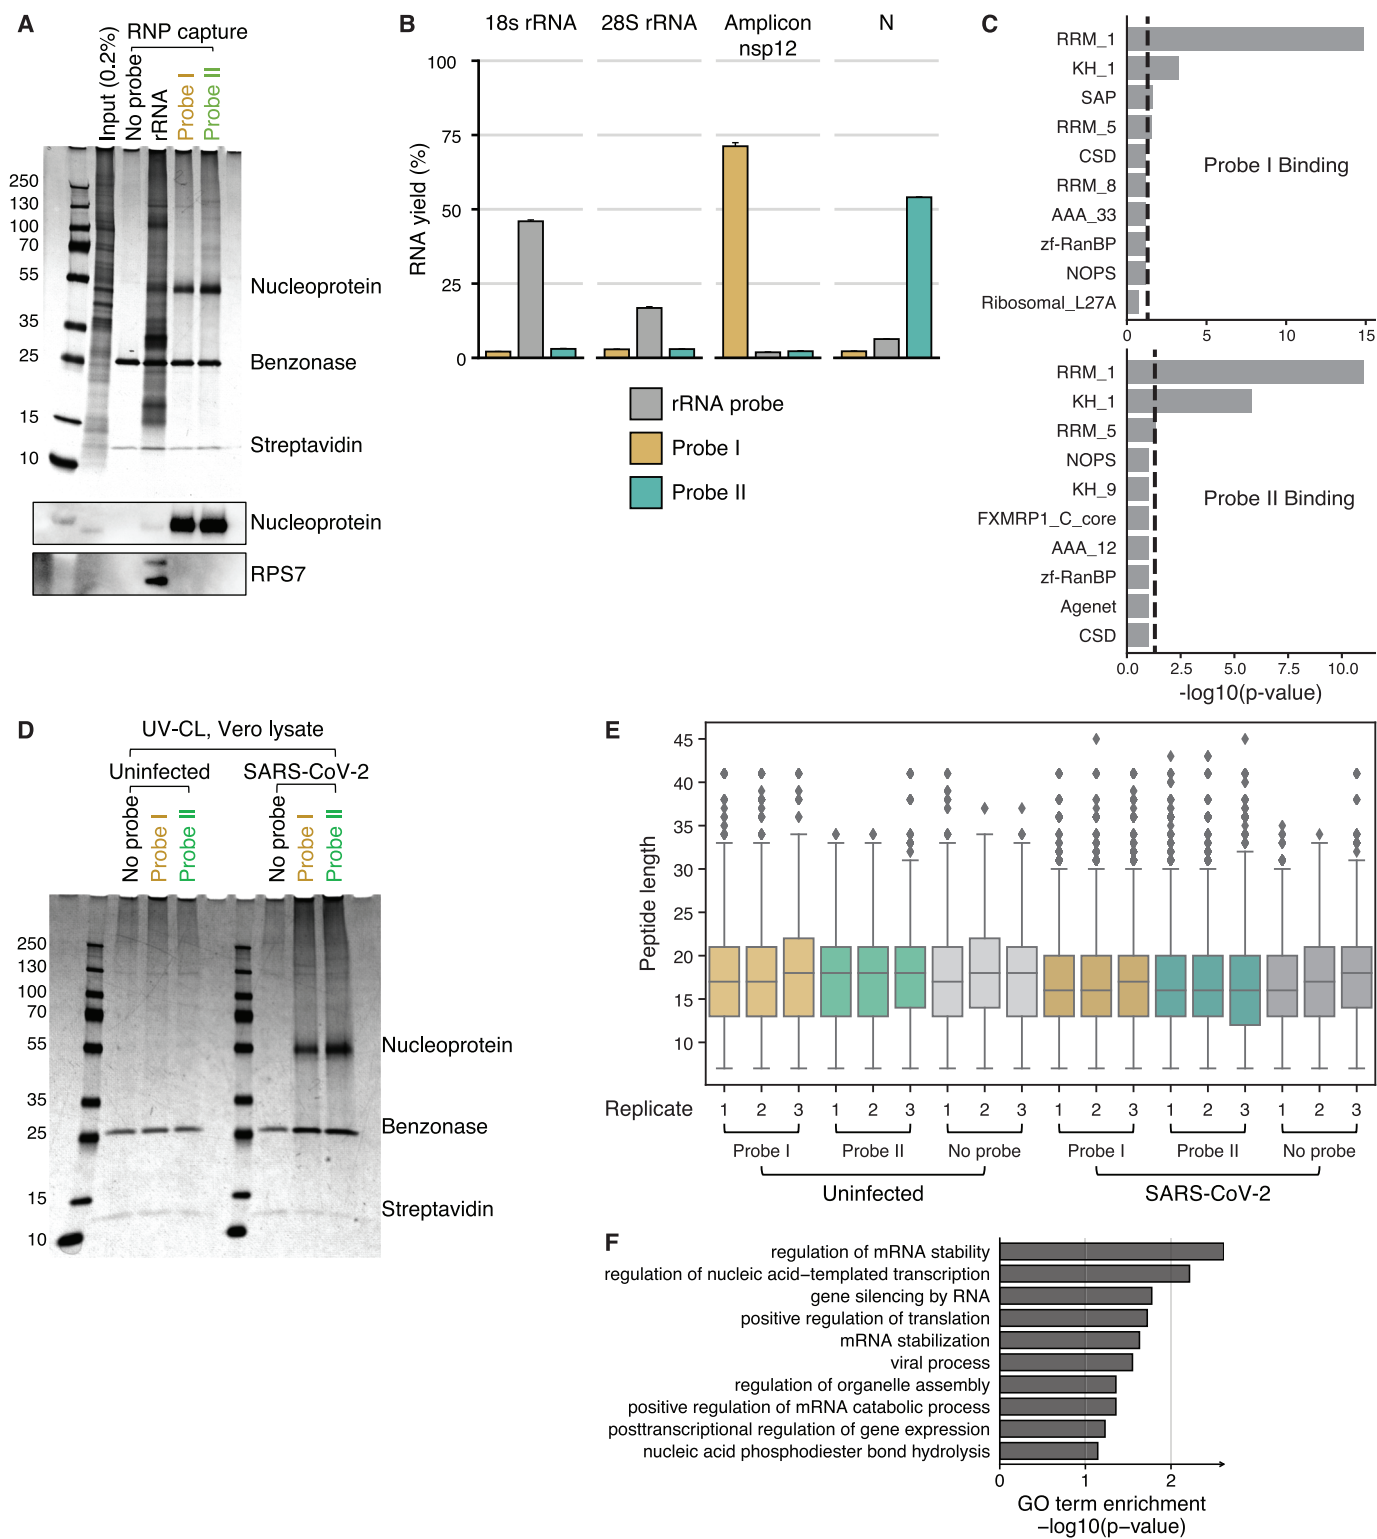 A
RNP capture
Input (0.2%)
No probe
rRNA
Probe I
Probe II
250
130
100
70
55
35
25
15
10
Nucleoprotein
Benzonase
Streptavidin
Nucleoprotein
RPS7
B
18s rRNA
28S rRNA
Amplicon
nsp12
N
RNA yield (%)
100
75
50
25
0
rRNA probe
Probe I
Probe II
C
RRM_1
KH_1
SAP
RRM_5
CSD
RRM_8
AAA_33
zf-RanBP
NOPS
Ribosomal_L27A
Probe I Binding
0 5 10 15
RRM_1
KH_1
RRM_5
NOPS
KH_9
FXMRP1_C_core
AAA_12
zf-RanBP
Agenet
CSD
Probe II Binding
0.0 2.5 5.0 7.5 10.0
-log10(p-value)
D
UV-CL, Vero lysate
Uninfected SARS-CoV-2
No probe
Probe I
Probe II
No probe
Probe I
Probe II
250
130
100
70
55
35
25
15
10
Nucleoprotein
Benzonase
Streptavidin
E
Peptide length
45
40
35
30
25
20
15
10
Replicate 1 2 3 1 2 3 1 2 3 1 2 3 1 2 3 1 2 3
Probe I Probe II No probe Probe I Probe II No probe
Uninfected SARS-CoV-2
F
regulation of mRNA stability
regulation of nucleic acid−templated transcription
gene silencing by RNA
positive regulation of translation
mRNA stabilization
viral process
regulation of organelle assembly
positive regulation of mRNA catabolic process
posttranscriptional regulation of gene expression
nucleic acid phosphodiester bond hydrolysis
0 1 2
GO term enrichment
−log10(p−value)